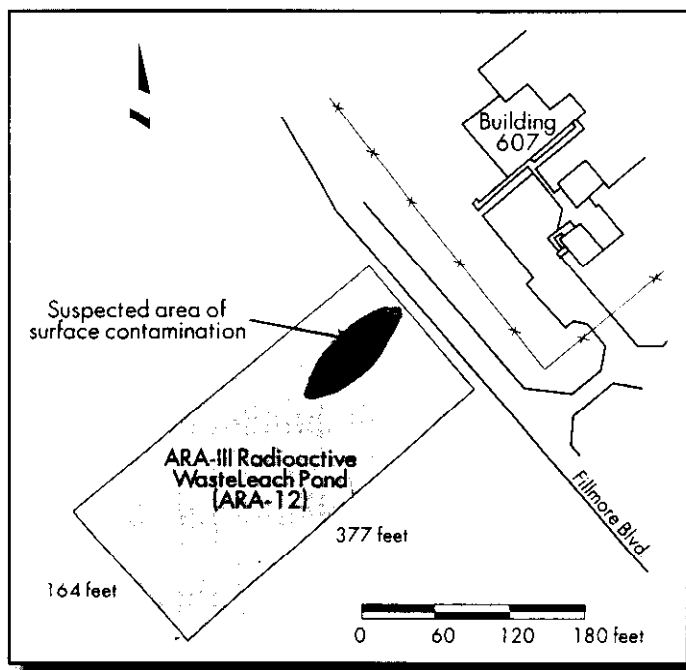 Building
607
Suspected area of
surface contamination
ARA-III Radioactive
WasteLeach Pond
(ARA-12)
377 feet
164 feet
Fillmore Blvd.
0 60 120 180 feet